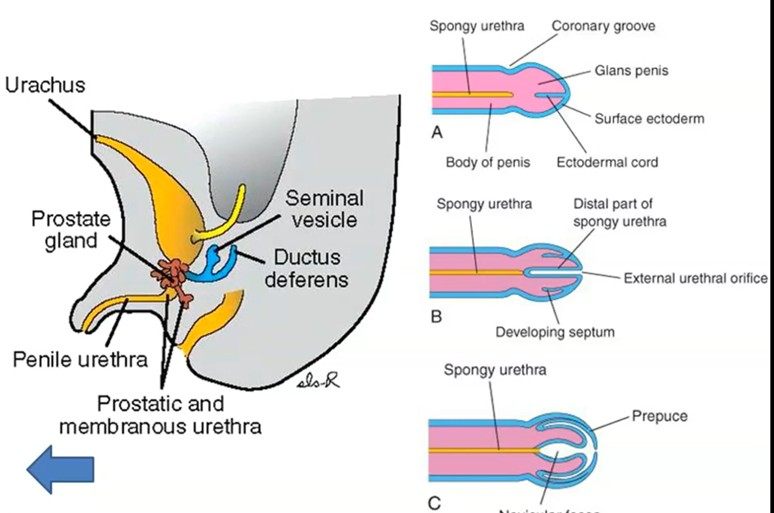 Urachus
Prostate
gland
Seminal
vesicle
Ductus
deferens
Penile urethra
Prostatic and
membranous urethra
sls-R
Spongy urethra
Coronary groove
Glans penis
Surface ectoderm
A
Body of penis
Ectodermal cord
Spongy urethra
Distal part of
spongy urethra
External urethral orifice
B
Developing septum
Spongy urethra
Prepuce
C